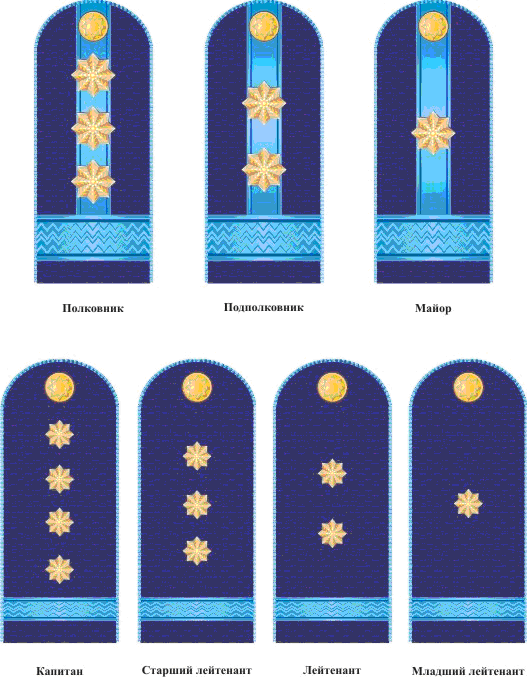 Полковник
Подполковник
Майор
Капитан
Старший лейтенант
Лейтенант
Младший лейтенант